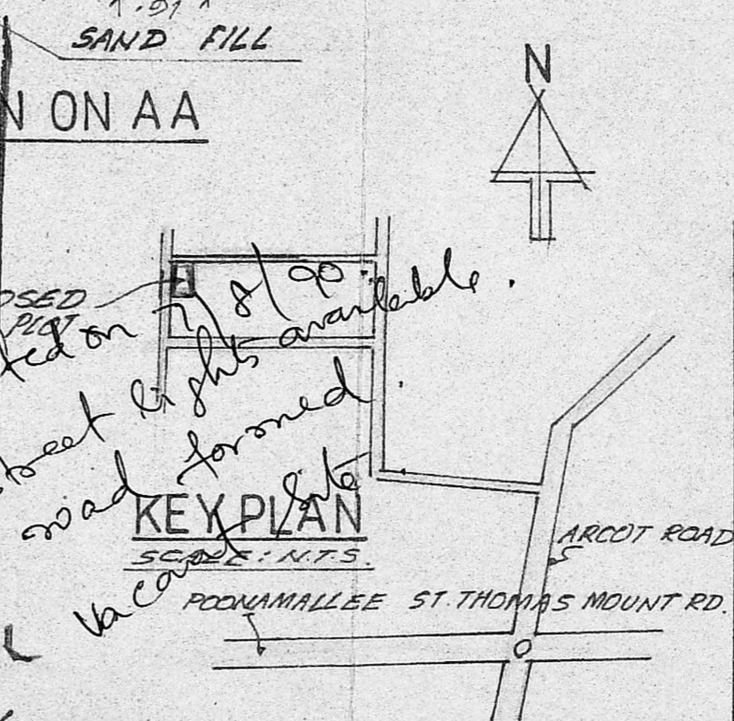 SAND FILL
N
N ON AA
OSED
PLOT
ted on 7/8/90.
treet lights available.
road formed
Vacant Site
KEY PLAN
SCALE: N.T.S.
ARCOT ROAD
POONAMALLEE ST. THOMAS MOUNT RD.